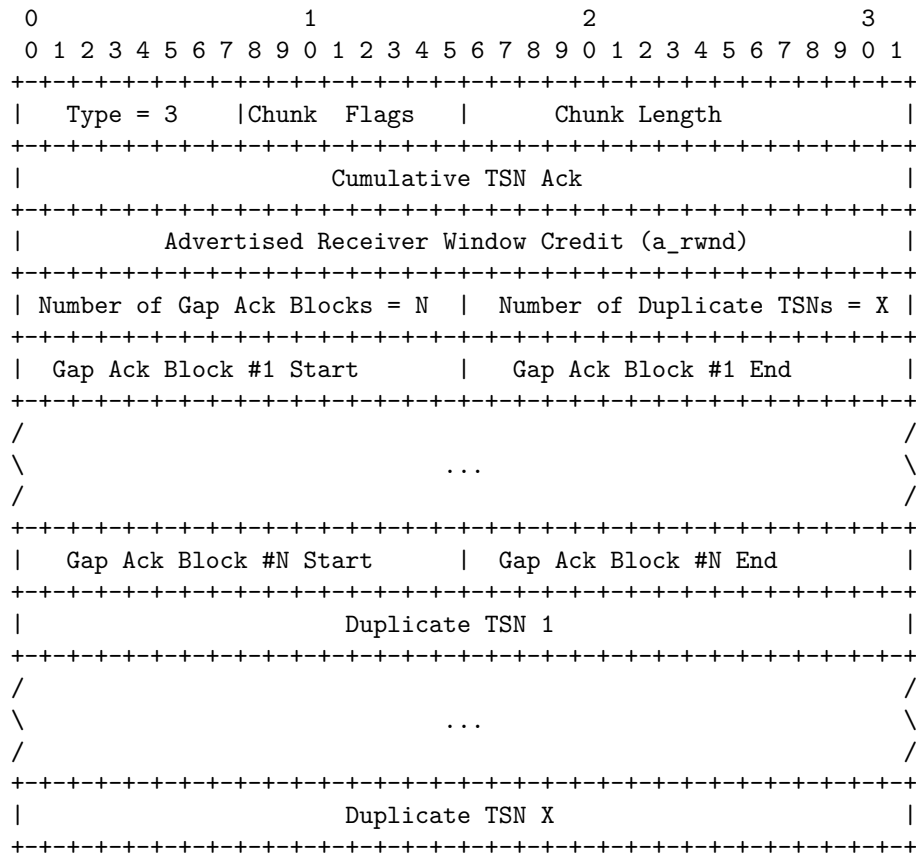 0                   1                   2                   3
 0 1 2 3 4 5 6 7 8 9 0 1 2 3 4 5 6 7 8 9 0 1 2 3 4 5 6 7 8 9 0 1
+-+-+-+-+-+-+-+-+-+-+-+-+-+-+-+-+-+-+-+-+-+-+-+-+-+-+-+-+-+-+-+-+
|   Type = 3    |Chunk  Flags   |      Chunk Length             |
+-+-+-+-+-+-+-+-+-+-+-+-+-+-+-+-+-+-+-+-+-+-+-+-+-+-+-+-+-+-+-+-+
|                      Cumulative TSN Ack                       |
+-+-+-+-+-+-+-+-+-+-+-+-+-+-+-+-+-+-+-+-+-+-+-+-+-+-+-+-+-+-+-+-+
|          Advertised Receiver Window Credit (a_rwnd)           |
+-+-+-+-+-+-+-+-+-+-+-+-+-+-+-+-+-+-+-+-+-+-+-+-+-+-+-+-+-+-+-+-+
| Number of Gap Ack Blocks = N  |  Number of Duplicate TSNs = X |
+-+-+-+-+-+-+-+-+-+-+-+-+-+-+-+-+-+-+-+-+-+-+-+-+-+-+-+-+-+-+-+-+
|  Gap Ack Block #1 Start       |   Gap Ack Block #1 End        |
+-+-+-+-+-+-+-+-+-+-+-+-+-+-+-+-+-+-+-+-+-+-+-+-+-+-+-+-+-+-+-+-+
/                                                               /
\                              ...                              \
/                                                               /
+-+-+-+-+-+-+-+-+-+-+-+-+-+-+-+-+-+-+-+-+-+-+-+-+-+-+-+-+-+-+-+-+
|   Gap Ack Block #N Start      |  Gap Ack Block #N End         |
+-+-+-+-+-+-+-+-+-+-+-+-+-+-+-+-+-+-+-+-+-+-+-+-+-+-+-+-+-+-+-+-+
|                       Duplicate TSN 1                         |
+-+-+-+-+-+-+-+-+-+-+-+-+-+-+-+-+-+-+-+-+-+-+-+-+-+-+-+-+-+-+-+-+
/                                                               /
\                              ...                              \
/                                                               /
+-+-+-+-+-+-+-+-+-+-+-+-+-+-+-+-+-+-+-+-+-+-+-+-+-+-+-+-+-+-+-+-+
|                       Duplicate TSN X                         |
+-+-+-+-+-+-+-+-+-+-+-+-+-+-+-+-+-+-+-+-+-+-+-+-+-+-+-+-+-+-+-+-+